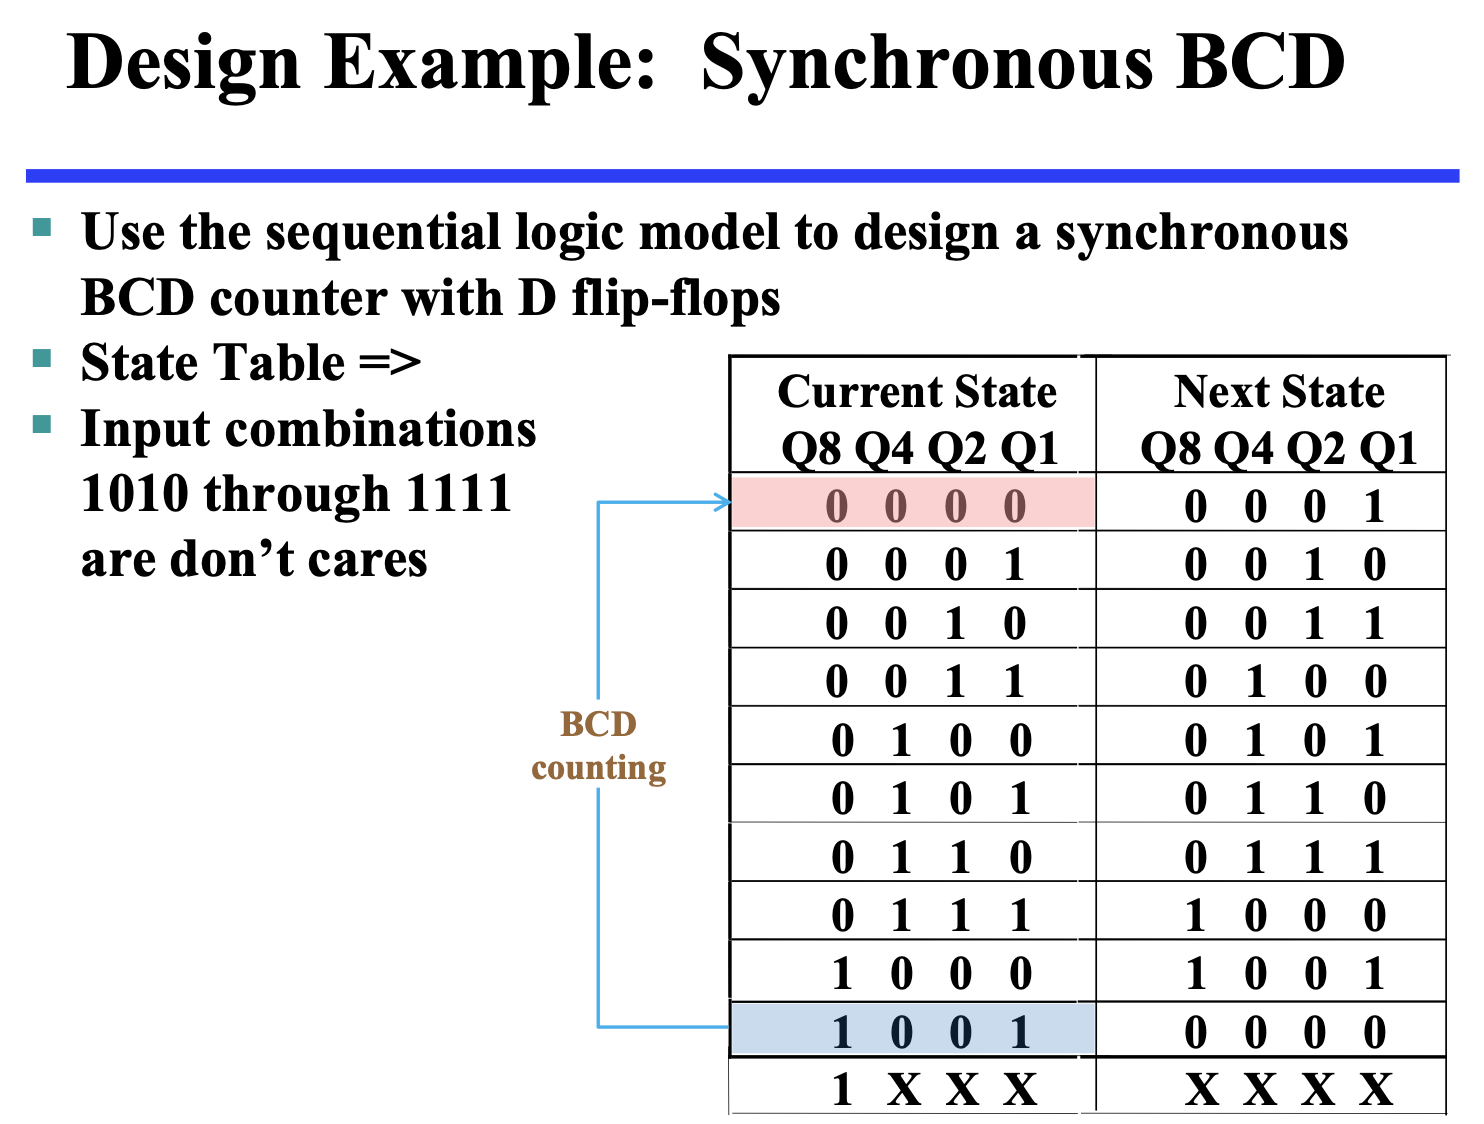 Design Example: Synchronous BCD
Use the sequential logic model to design a synchronous
BCD counter with D flip-flops
State Table =>
Input combinations
1010 through 1111
are don’t cares
BCD
counting
Current State Next State
Q8 Q4 Q2 Q1 Q8 Q4 Q2 Q1
0 0 0 0 0 0 0 1
0 0 0 1 0 0 1 0
0 0 1 0 0 0 1 1
0 0 1 1 0 1 0 0
0 1 0 0 0 1 0 1
0 1 0 1 0 1 1 0
0 1 1 0 0 1 1 1
0 1 1 1 1 0 0 0
1 0 0 0 1 0 0 1
1 0 0 1 0 0 0 0
1 X X X X X X X